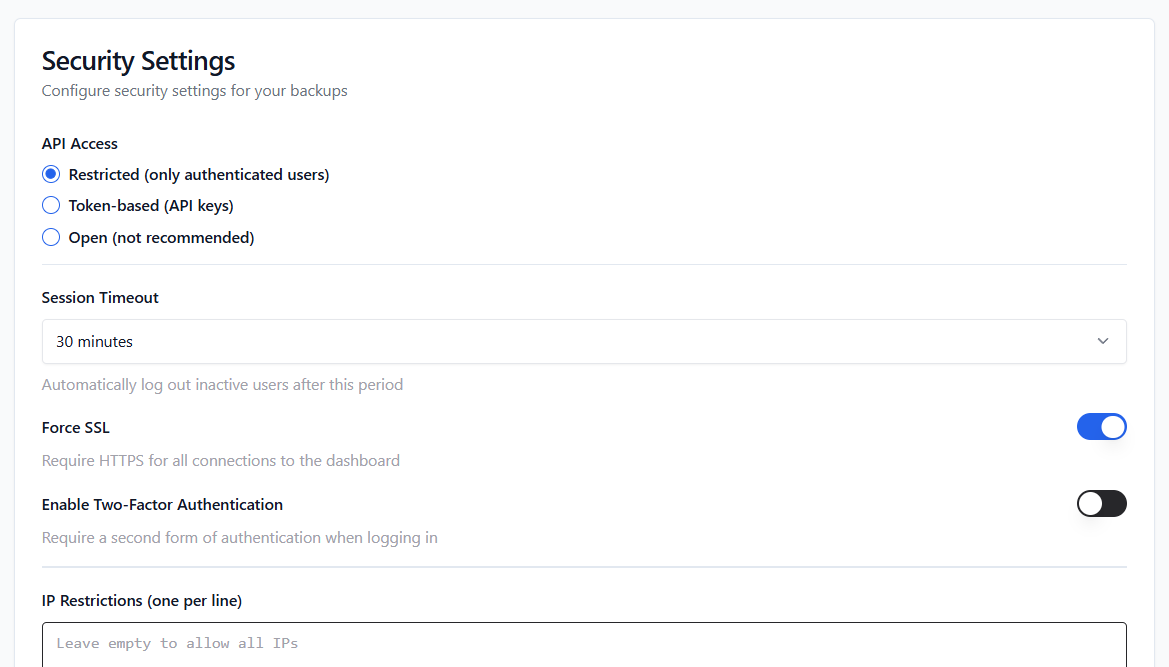 Security Settings
Configure security settings for your backups
API Access
Restricted (only authenticated users)
Token-based (API keys)
Open (not recommended)
Session Timeout
30 minutes
Automatically log out inactive users after this period
Force SSL
Require HTTPS for all connections to the dashboard
Enable Two-Factor Authentication
Require a second form of authentication when logging in
IP Restrictions (one per line)
Leave empty to allow all IPs